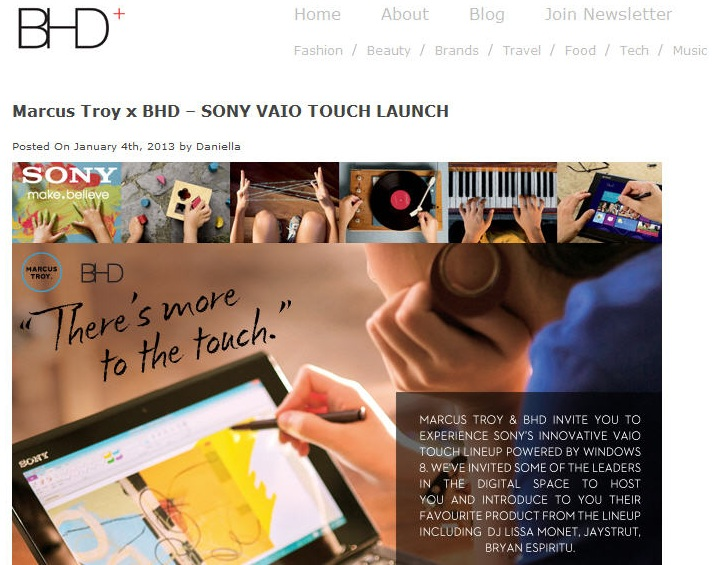 BHD+
Home About Blog Join Newsletter
Fashion / Beauty / Brands / Travel / Food / Tech / Music
Marcus Troy x BHD – SONY VAIO TOUCH LAUNCH
Posted On January 4th, 2013 by Daniella
SONY
make.believe
MARCUS
TROY.
BHD
“There's more
to the touch.”
SONY
MARCUS TROY & BHD INVITE YOU TO
EXPERIENCE SONY'S INNOVATIVE VAIO
TOUCH LINEUP POWERED BY WINDOWS
8. WE'VE INVITED SOME OF THE LEADERS
IN THE DIGITAL SPACE TO HOST
YOU AND INTRODUCE TO YOU THEIR
FAVOURITE PRODUCT FROM THE LINEUP
INCLUDING DJ LISSA MONET, JAYSTRUT,
BRYAN ESPIRITU.